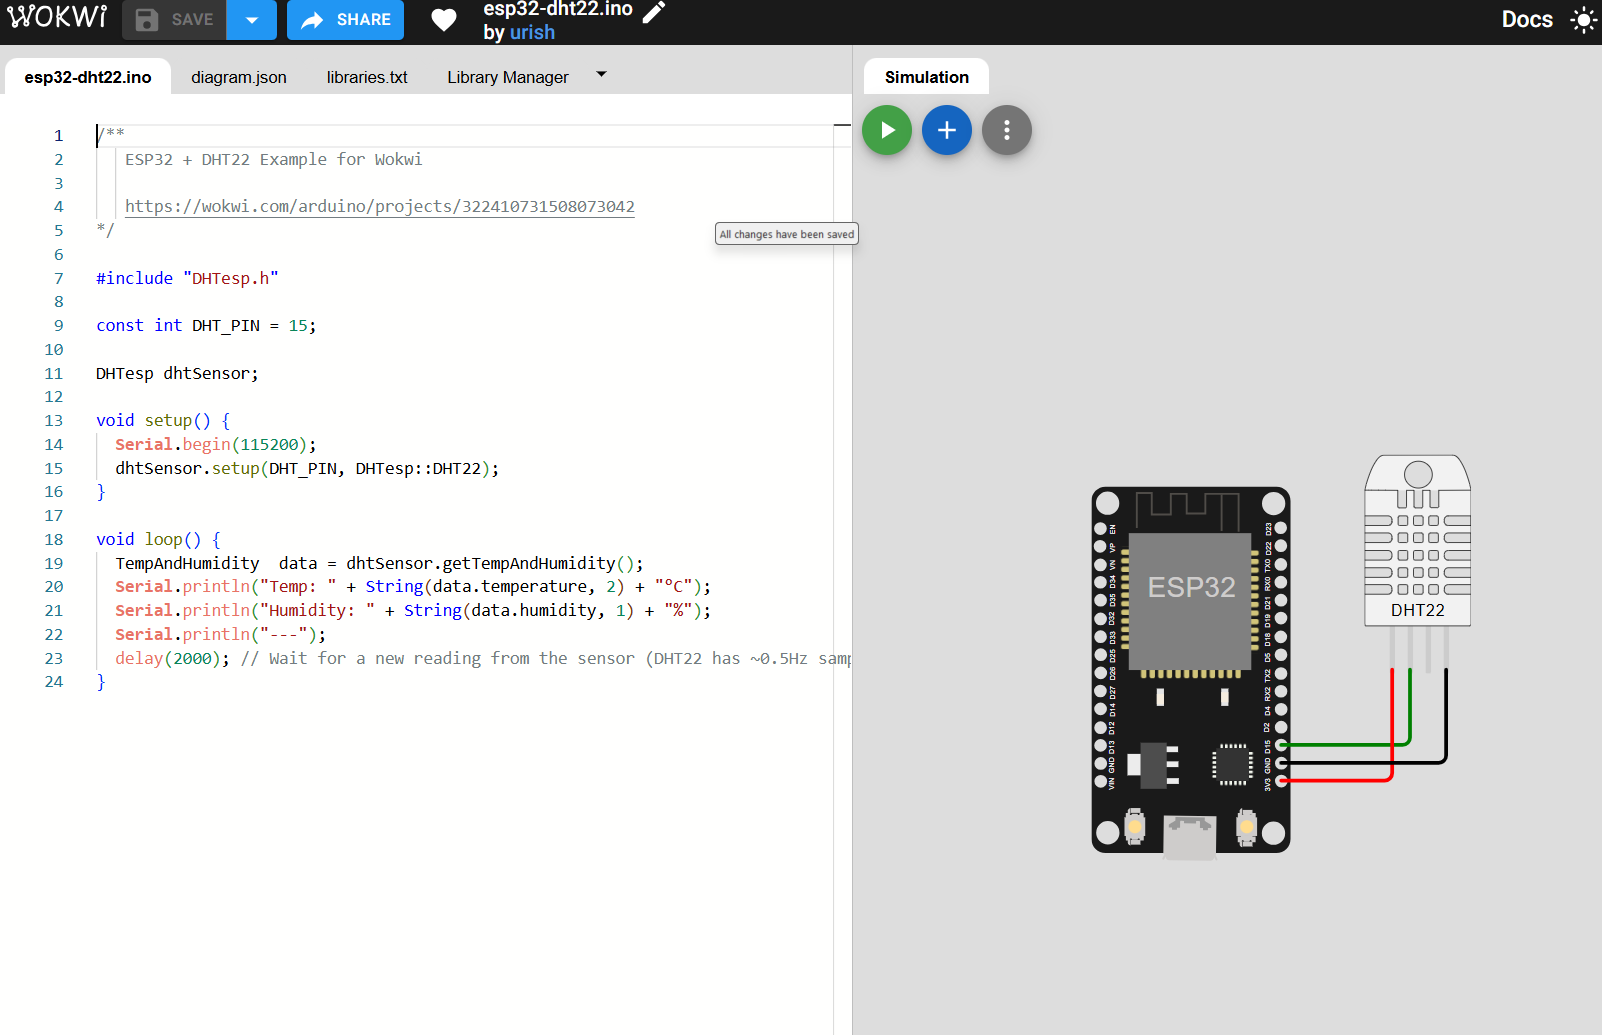 WOKWI SAVE SHARE esp32-dht22.ino
by urish
Docs
esp32-dht22.ino diagram.json libraries.txt Library Manager
Simulation
1 /**
2 ESP32 + DHT22 Example for Wokwi
3
4 https://wokwi.com/arduino/projects/322410731508073042
5 */
All changes have been saved
6
7 #include "DHTesp.h"
8
9 const int DHT_PIN = 15;
10
11 DHTesp dhtSensor;
12
13 void setup() {
14 Serial.begin(115200);
15 dhtSensor.setup(DHT_PIN, DHTesp::DHT22);
16 }
17
18 void loop() {
19 TempAndHumidity  data = dhtSensor.getTempAndHumidity();
20 Serial.println("Temp: " + String(data.temperature, 2) + "°C");
21 Serial.println("Humidity: " + String(data.humidity, 1) + "%");
22 Serial.println("---");
23 delay(2000); // Wait for a new reading from the sensor (DHT22 has ~0.5Hz samp
24 }
ESP32
EN
VP
VN
D34
D35
D32
D33
D25
D26
D27
D14
D12
D13
GND
VIN
D23
D22
TX0
RX0
D21
D19
D18
D5
TX2
RX2
D4
D2
D15
GND
3V3
DHT22